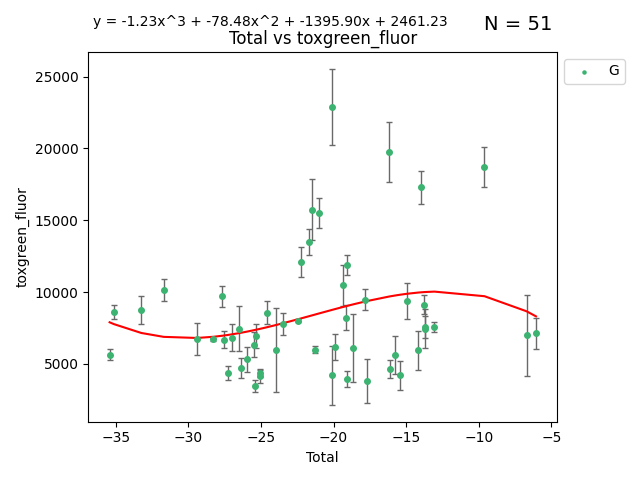 y = -1.23x^3 + -78.48x^2 + -1395.90x + 2461.23
N = 51
Total vs toxgreen_fluor
G
25000
20000
15000
10000
5000
toxgreen_fluor
−35
−30
−25
−20
−15
−10
−5
Total